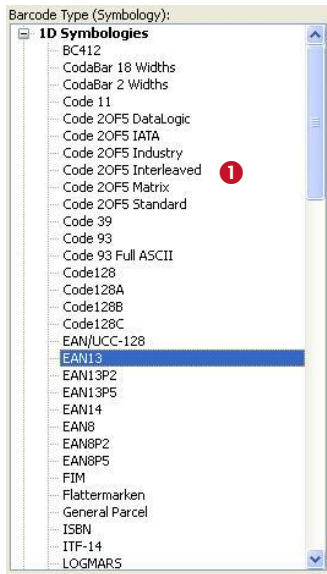 Barcode Type (Symbology):
1D Symbologies
BC412
CodaBar 18 Widths
CodaBar 2 Widths
Code 11
Code 2OF5 DataLogic
Code 2OF5 IATA
Code 2OF5 Industry
Code 2OF5 Interleaved
1
Code 2OF5 Matrix
Code 2OF5 Standard
Code 39
Code 93
Code 93 Full ASCII
Code128
Code128A
Code128B
Code128C
EAN/UCC-128
EAN13
EAN13P2
EAN13P5
EAN14
EAN8
EAN8P2
EAN8P5
FIM
Flattermarken
General Parcel
ISBN
ITF-14
LOGMARS